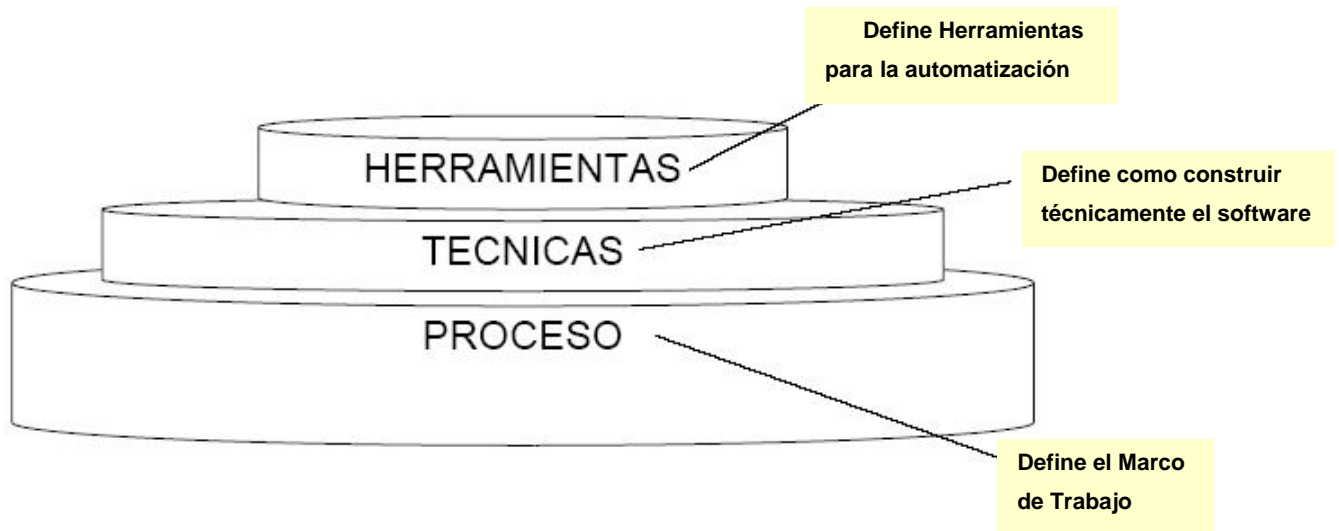 Define Herramientas
para la automatización
HERRAMIENTAS
Define como construir
técnicamente el software
TECNICAS
PROCESO
Define el Marco
de Trabajo